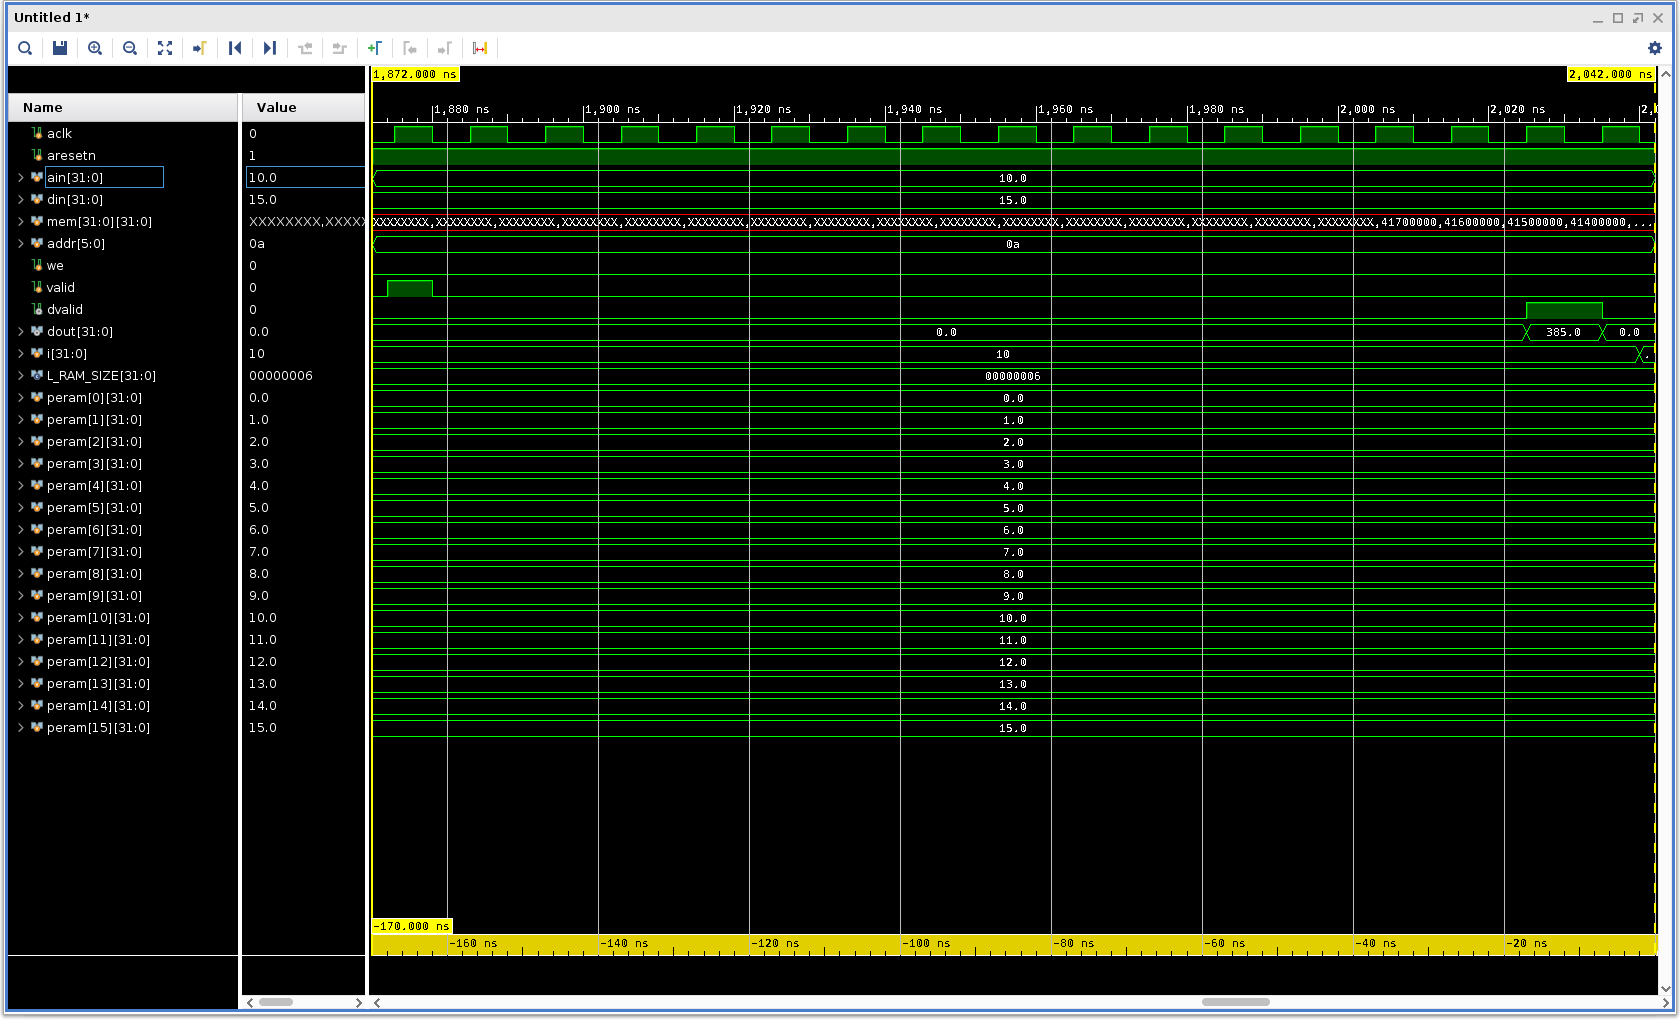 Untitled 1*
1,872.000 ns 2,042.000 ns
Name Value
1,880 ns 1,900 ns 1,920 ns 1,940 ns 1,960 ns 1,980 ns 2,000 ns 2,020 ns
aclk 0
aresetn 1
ain[31:0] 10.0 10.0
din[31:0] 15.0 15.0
mem[31:0][31:0] XXXXXXXX,XXXXX XXXXXXXX,XXXXXXXX,XXXXXXXX,XXXXXXXX,XXXXXXXX,XXXXXXXX,XXXXXXXX,XXXXXXXX,XXXXXXXX,XXXXXXXX,XXXXXXXX,XXXXXXXX,XXXXXXXX,XXXXXXXX,XXXXXXXX,XXXXXXXX,41700000,41600000,41500000,41400000,...
addr[5:0] 0a 0a
we 0
valid 0
dvalid 0
dout[31:0] 0.0 0.0 385.0 0.0
i[31:0] 10 10
L_RAM_SIZE[31:0] 00000006 00000006
peram[0][31:0] 0.0 0.0
peram[1][31:0] 1.0 1.0
peram[2][31:0] 2.0 2.0
peram[3][31:0] 3.0 3.0
peram[4][31:0] 4.0 4.0
peram[5][31:0] 5.0 5.0
peram[6][31:0] 6.0 6.0
peram[7][31:0] 7.0 7.0
peram[8][31:0] 8.0 8.0
peram[9][31:0] 9.0 9.0
peram[10][31:0] 10.0 10.0
peram[11][31:0] 11.0 11.0
peram[12][31:0] 12.0 12.0
peram[13][31:0] 13.0 13.0
peram[14][31:0] 14.0 14.0
peram[15][31:0] 15.0 15.0
-170.000 ns
-160 ns -140 ns -120 ns -100 ns -80 ns -60 ns -40 ns -20 ns